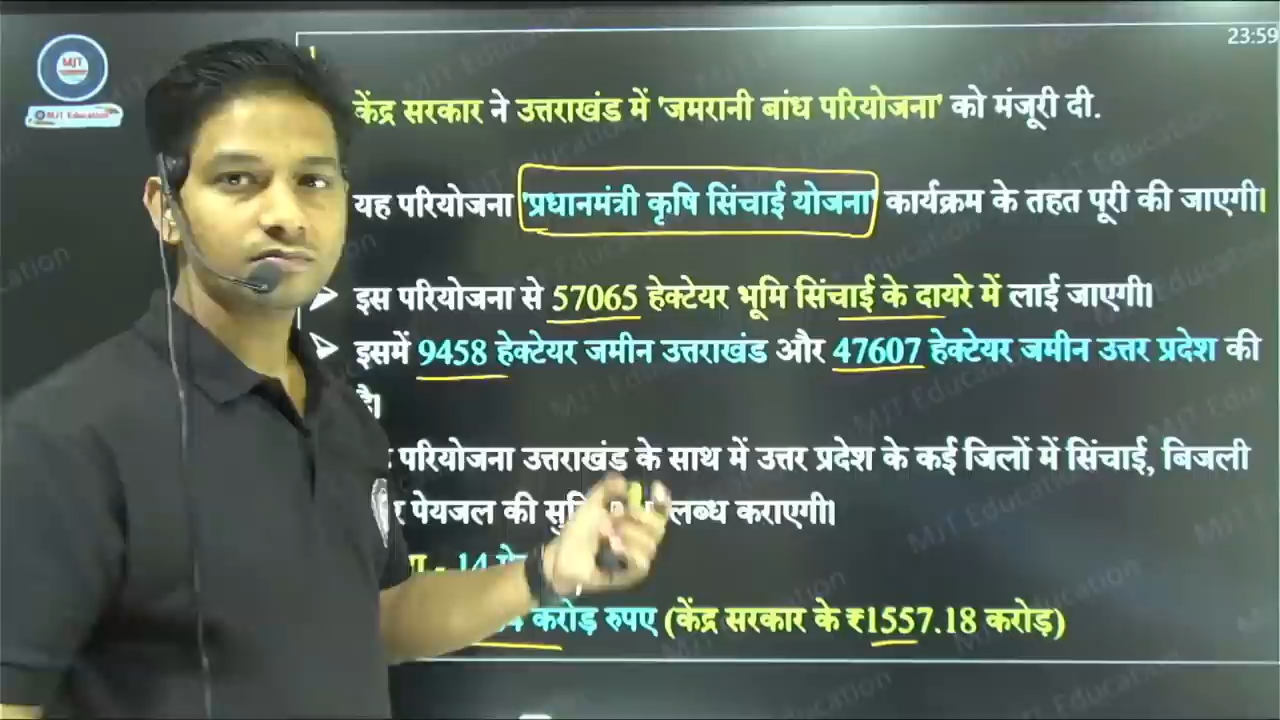 23:59
MJT
MJT Education
केंद्र सरकार ने उत्तराखंड में 'जमरानी बांध परियोजना' को मंजूरी दी.
यह परियोजना 'प्रधानमंत्री कृषि सिंचाई योजना' कार्यक्रम के तहत पूरी की जाएगी।
इस परियोजना से 57065 हेक्टेयर भूमि सिंचाई के दायरे में लाई जाएगी।
इसमें 9458 हेक्टेयर जमीन उत्तराखंड और 47607 हेक्टेयर जमीन उत्तर प्रदेश की
है।
परियोजना उत्तराखंड के साथ में उत्तर प्रदेश के कई जिलों में सिंचाई, बिजली
पेयजल की कराएगी।
- 14
करोड़ रुपए (केंद्र सरकार के ₹1557.18 करोड़)